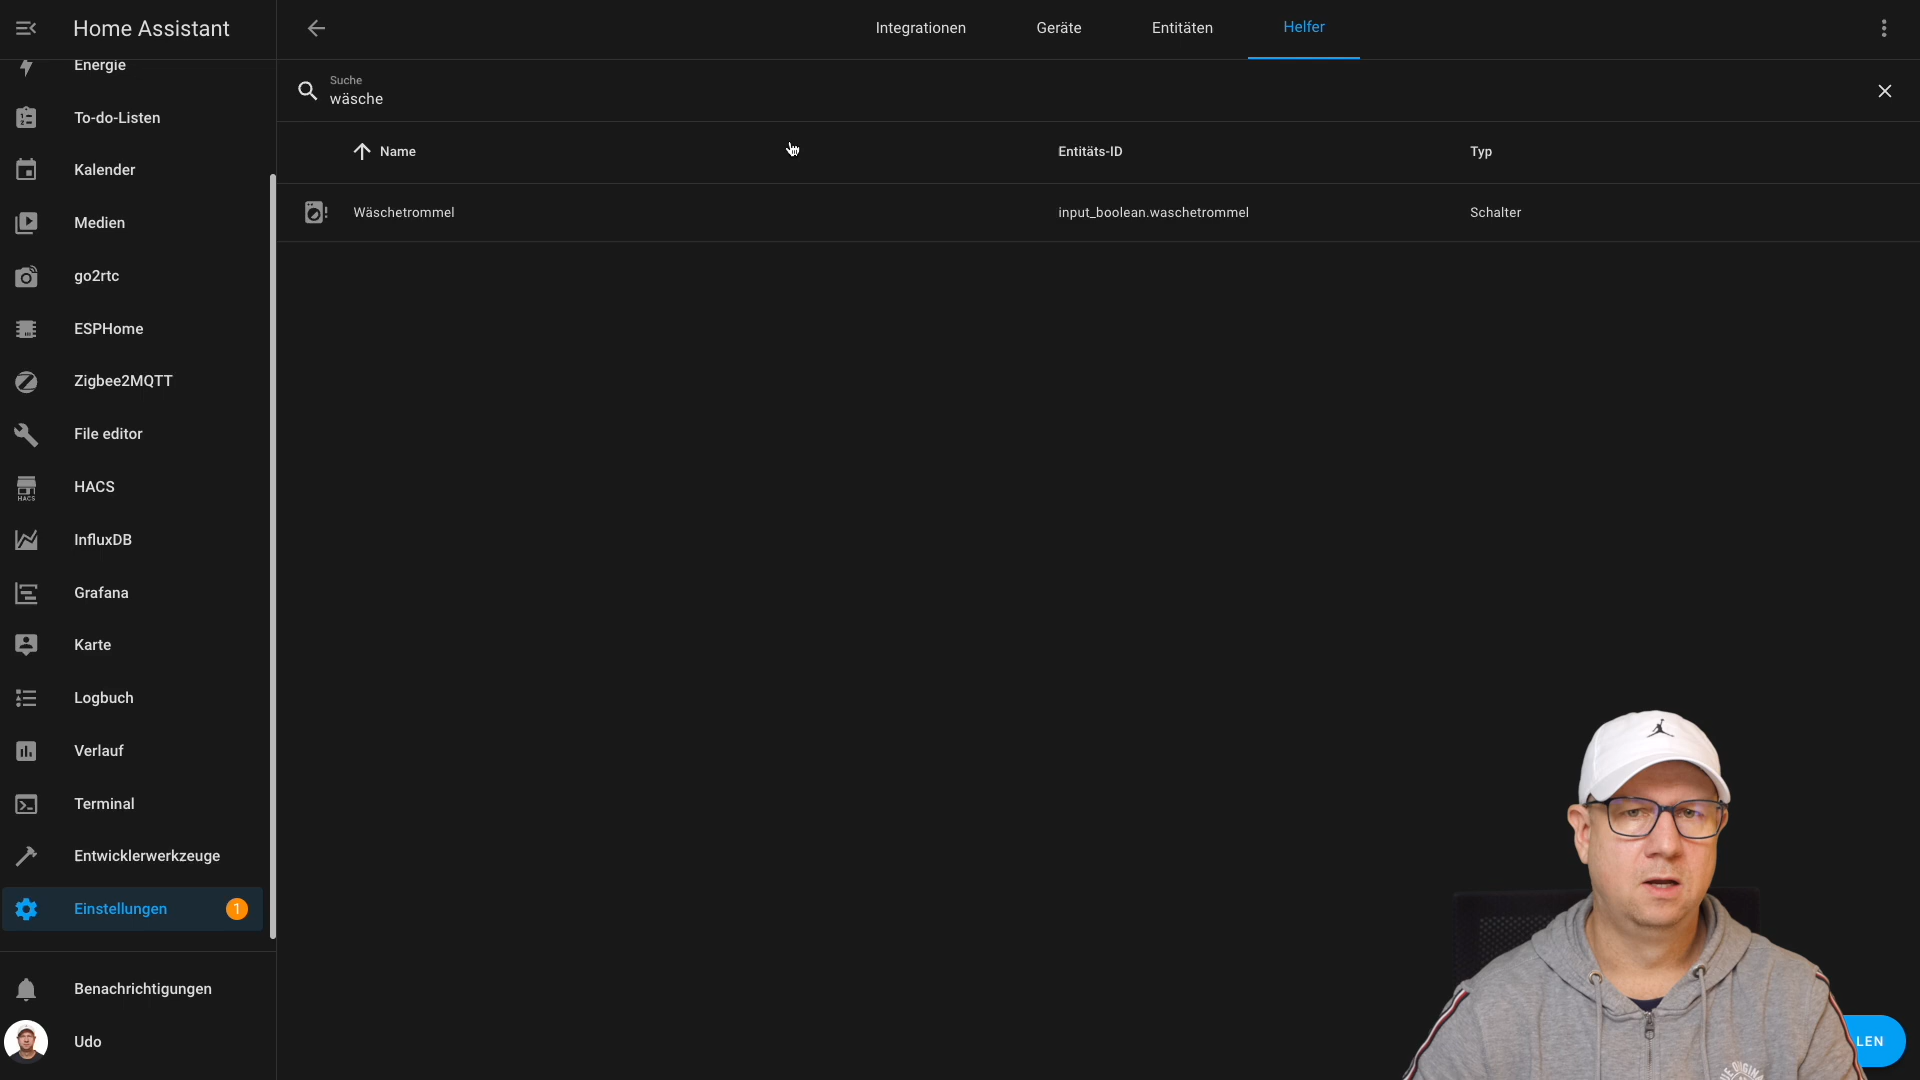 Home Assistant
Integrationen
Geräte
Entitäten
Helfer
Energie
To-do-Listen
Kalender
Medien
go2rtc
ESPHome
Zigbee2MQTT
File editor
HACS
HACS
InfluxDB
Grafana
Karte
Logbuch
Verlauf
Terminal
Entwicklerwerkzeuge
Einstellungen 1
Benachrichtigungen
Udo
Suche
wäsche
Name Entitäts-ID Typ
Wäschetrommel input_boolean.waschetrommel Schalter
LEN